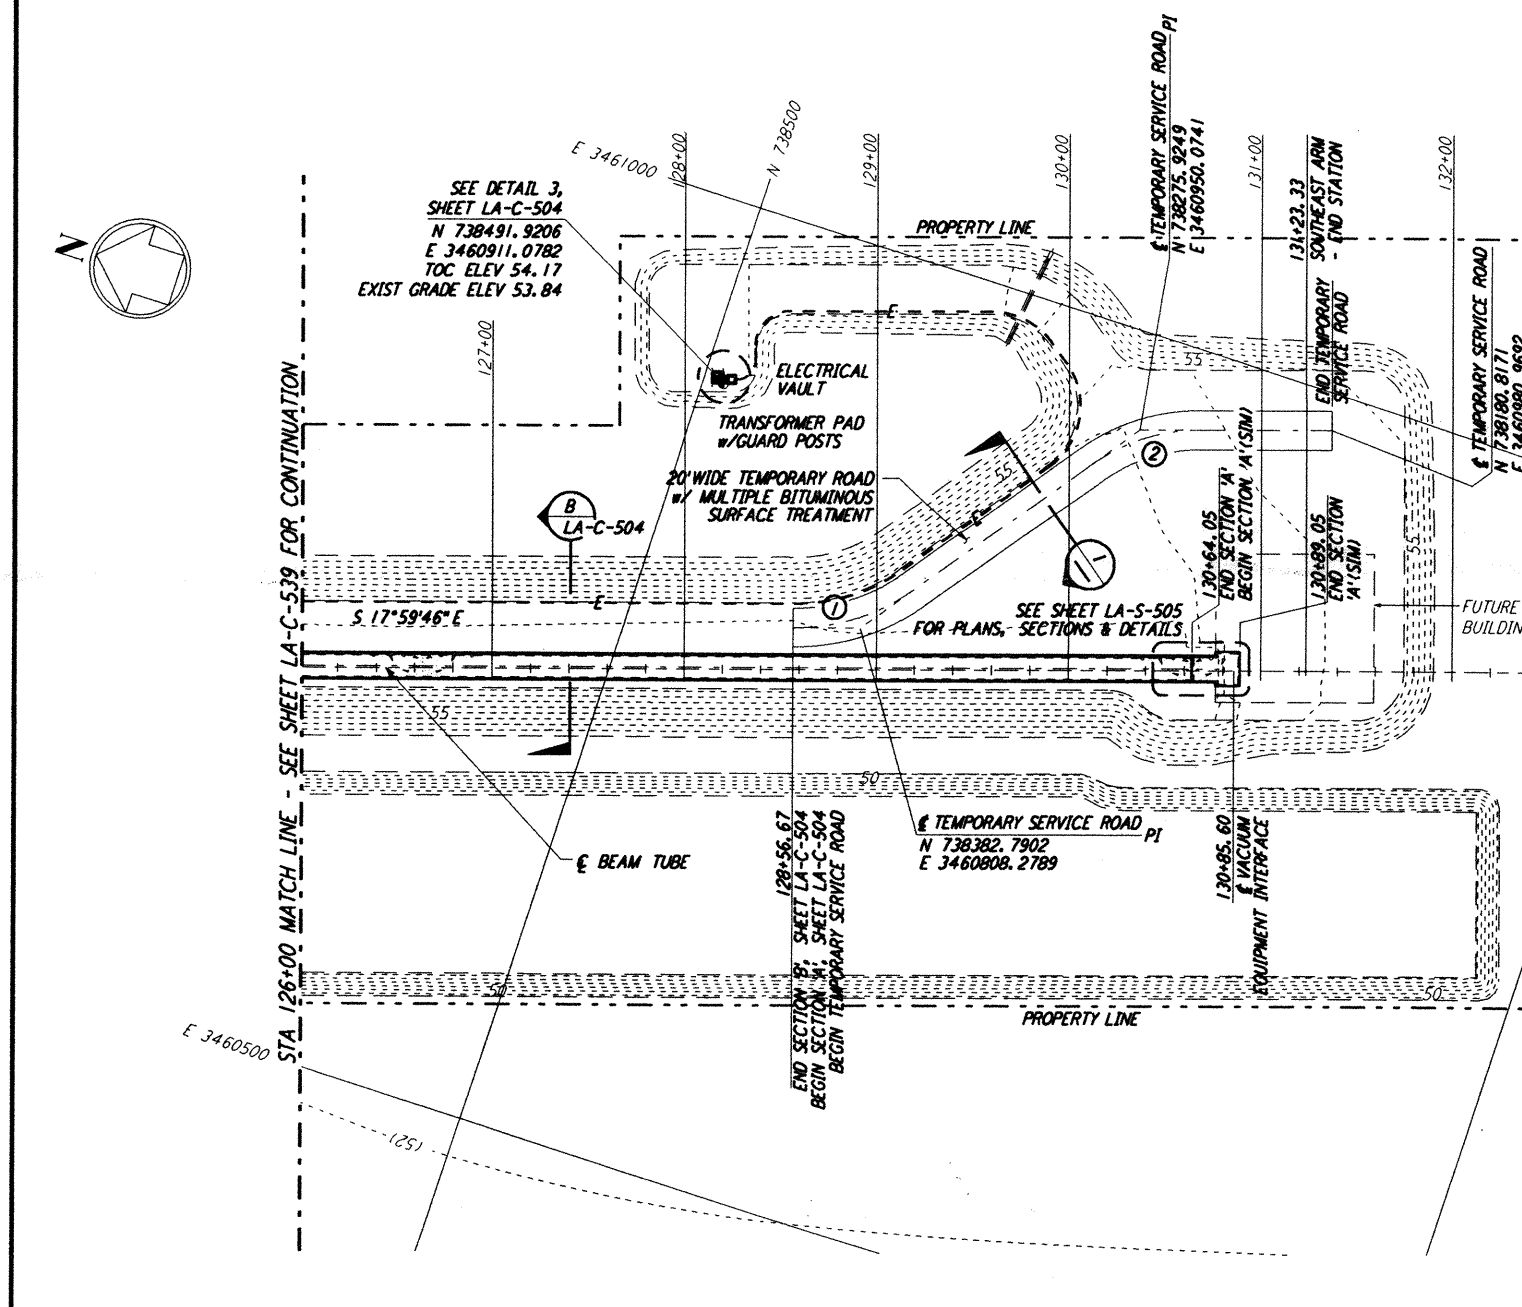 N
SEE DETAIL 3,
SHEET LA-C-504
N 738491.9206
E 3460911.0782
TOC ELEV 54.17
EXIST GRADE ELEV 53.84
E 3461000
N 738500
127+00
128+00
129+00
130+00
131+00
132+00
PROPERTY LINE
℄ TEMPORARY SERVICE ROAD PI
N 738275.9249
E 3460950.0741
131+23.33
SOUTHEAST ARM
- END STATION
END TEMPORARY
SERVICE ROAD
℄ TEMPORARY SERVICE ROAD
N 738180.8171
E
ELECTRICAL
VAULT
TRANSFORMER PAD
w/GUARD POSTS
20' WIDE TEMPORARY ROAD
w/ MULTIPLE BITUMINOUS
SURFACE TREATMENT
E
55
55
55
E
2
1
1
B
LA-C-504
E
S 17°59'46" E
130+64.05
END SECTION 'A'
BEGIN SECTION 'A'(SIM)
130+89.05
END SECTION
'A'(SIM)
SEE SHEET LA-S-505
FOR PLANS, SECTIONS & DETAILS
FUTURE
STA 126+00 MATCH LINE - SEE SHEET LA-C-539 FOR CONTINUATION
55
50
℄ BEAM TUBE
128+56.67
END SECTION 'B', SHEET LA-C-504
BEGIN SECTION 'A', SHEET LA-C-504
BEGIN TEMPORARY SERVICE ROAD
℄ TEMPORARY SERVICE ROAD PI
N 738382.7902
E 3460808.2789
130+85.60
℄ VACUUM
EQUIPMENT INTERFACE
50
50
PROPERTY LINE
E 3460500
(52)